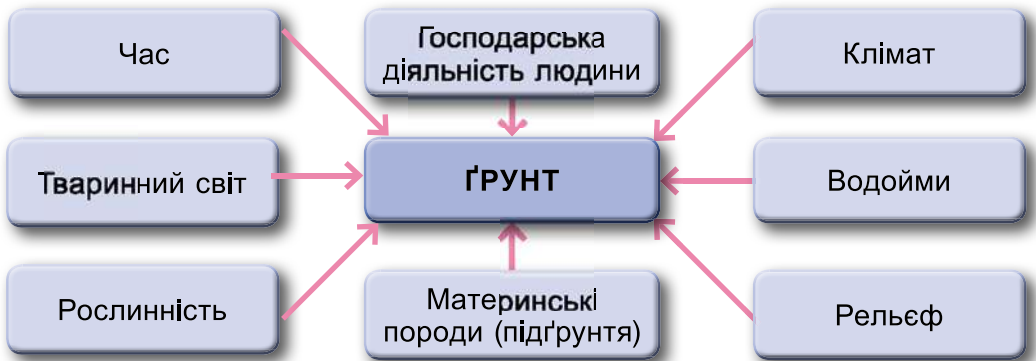 Час
Господарська
діяльність людини
Клімат
Тваринний світ
ҐРУНТ
Водойми
Рослинність
Материнські
породи (підґрунтя)
Рельєф